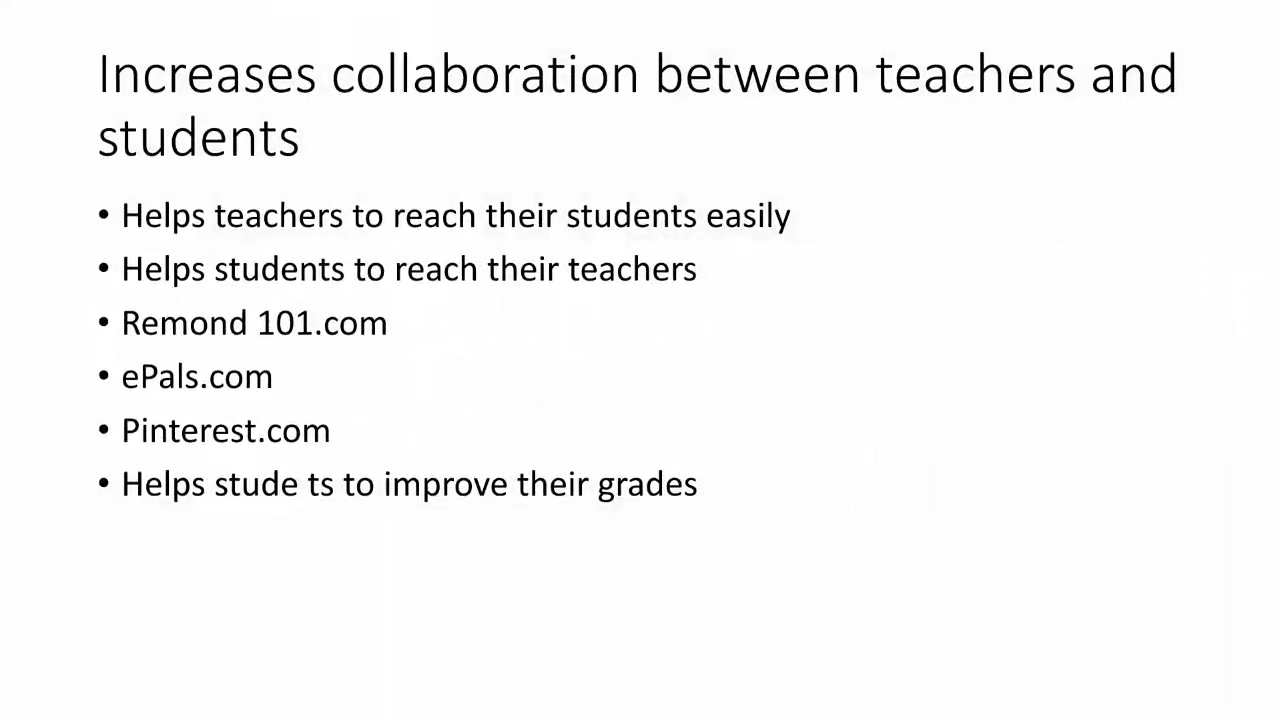 Increases collaboration between teachers and
students
• Helps teachers to reach their students easily
• Helps students to reach their teachers
• Remond 101.com
• ePals.com
• Pinterest.com
• Helps stude ts to improve their grades